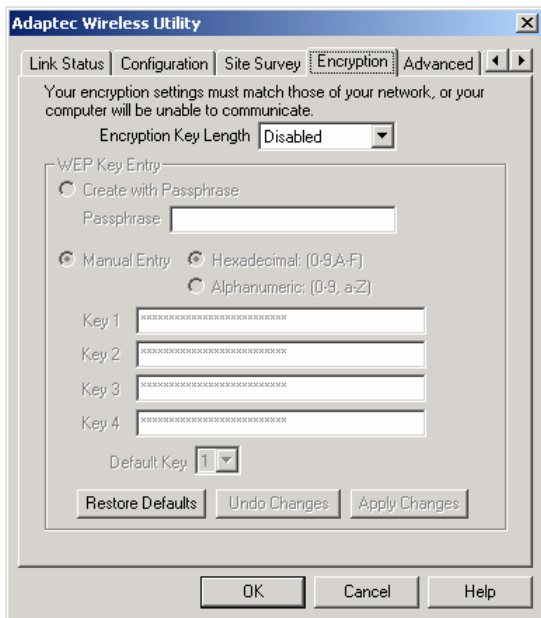 Adaptec Wireless Utility
Link Status Configuration Site Survey Encryption Advanced
Your encryption settings must match those of your network, or your
computer will be unable to communicate.
Encryption Key Length Disabled
WEP Key Entry
Create with Passphrase
Passphrase
Manual Entry Hexadecimal: (0-9,A-F)
Alphanumeric: (0-9, a-Z)
Key 1 **************************
Key 2 **************************
Key 3 **************************
Key 4 **************************
Default Key 1
Restore Defaults Undo Changes Apply Changes
OK Cancel Help